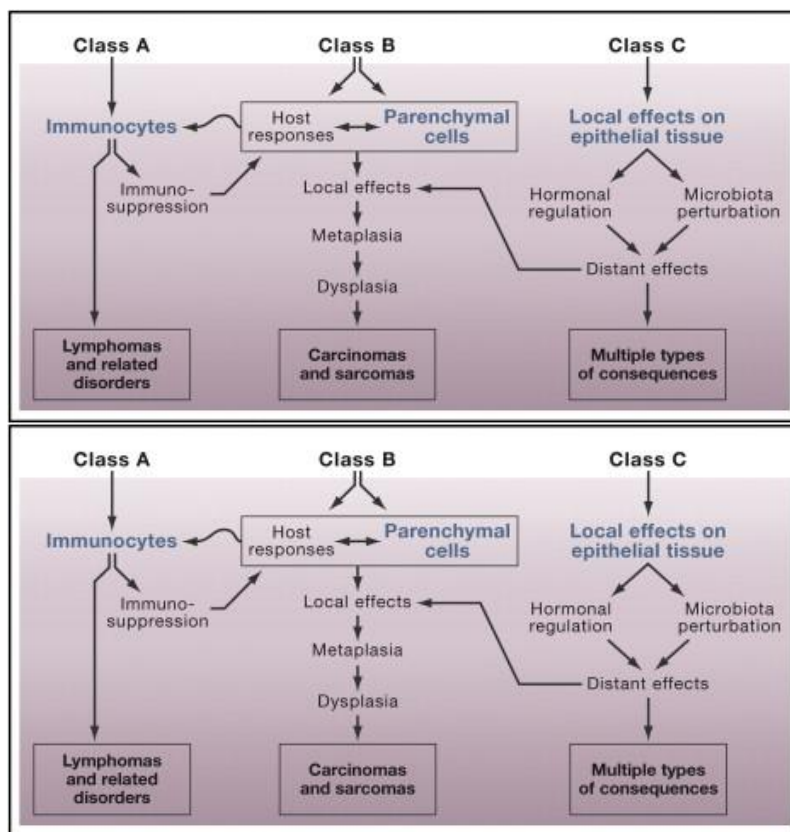 Class A Class B Class C
Immunocytes
Host
responses
Parenchymal
cells
Local effects on
epithelial tissue
Immuno-
suppression
Local effects
Hormonal
regulation
Microbiota
perturbation
Metaplasia
Distant effects
Dysplasia
Lymphomas
and related
disorders
Carcinomas
and sarcomas
Multiple types
of consequences
Class A Class B Class C
Immunocytes
Host
responses
Parenchymal
cells
Local effects on
epithelial tissue
Immuno-
suppression
Local effects
Hormonal
regulation
Microbiota
perturbation
Metaplasia
Distant effects
Dysplasia
Lymphomas
and related
disorders
Carcinomas
and sarcomas
Multiple types
of consequences